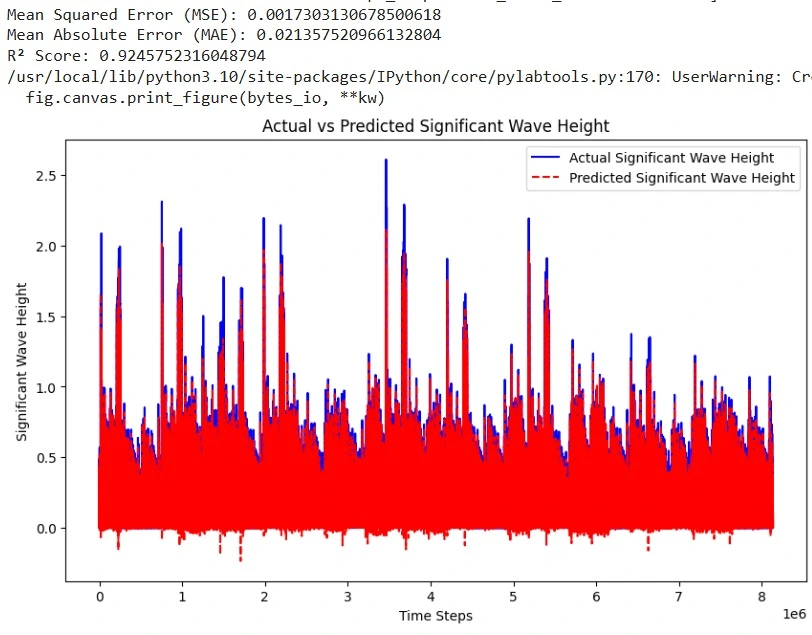 Mean Squared Error (MSE): 0.0017303130678500618
Mean Absolute Error (MAE): 0.021357520966132804
R² Score: 0.9245752316048794
/usr/local/lib/python3.10/site-packages/IPython/core/pylabtools.py:170: UserWarning: Cre
fig.canvas.print_figure(bytes_io, **kw)
Actual vs Predicted Significant Wave Height
Actual Significant Wave Height
Predicted Significant Wave Height
Significant Wave Height
2.5
2.0
1.5
1.0
0.5
0.0
0 1 2 3 4 5 6 7 8
1e6
Time Steps